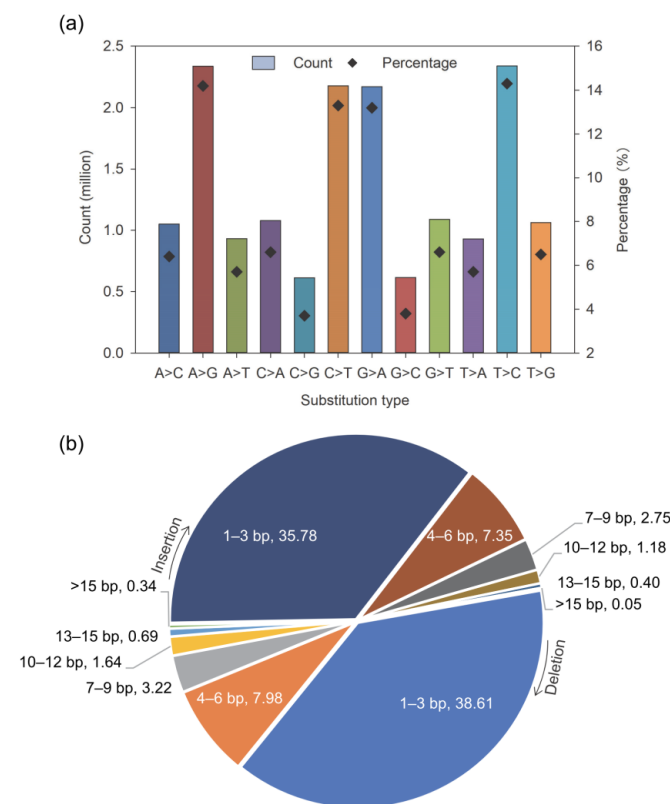 (a)
2.5
2.0
1.5
1.0
0.5
0.0
Count (million)
Count
Percentage
16
14
12
10
8
6
4
2
Percentage (%)
A>C A>G A>T C>A C>G C>T G>A G>C G>T T>A T>C T>G
Substitution type
(b)
Insertion
1–3 bp, 35.78
4–6 bp, 7.35
7–9 bp, 2.75
10–12 bp, 1.18
13–15 bp, 0.40
>15 bp, 0.05
>15 bp, 0.34
13–15 bp, 0.69
10–12 bp, 1.64
7–9 bp, 3.22
4–6 bp, 7.98
1–3 bp, 38.61
Deletion